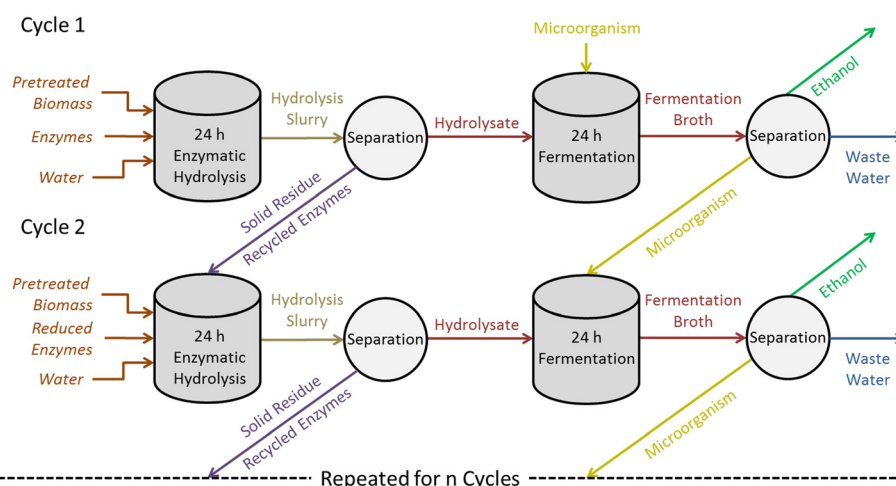 Cycle 1
Microorganism
Pretreated
Biomass
Enzymes
Water
24 h
Enzymatic
Hydrolysis
Hydrolysis
Slurry
Separation
Hydrolysate
24 h
Fermentation
Fermentation
Broth
Separation
Ethanol
Waste
Water
Solid Residue
Recycled Enzymes
Microorganism
Cycle 2
Pretreated
Biomass
Reduced
Enzymes
Water
24 h
Enzymatic
Hydrolysis
Hydrolysis
Slurry
Separation
Hydrolysate
24 h
Fermentation
Fermentation
Broth
Separation
Ethanol
Waste
Water
Solid Residue
Recycled Enzymes
Microorganism
Repeated for n Cycles